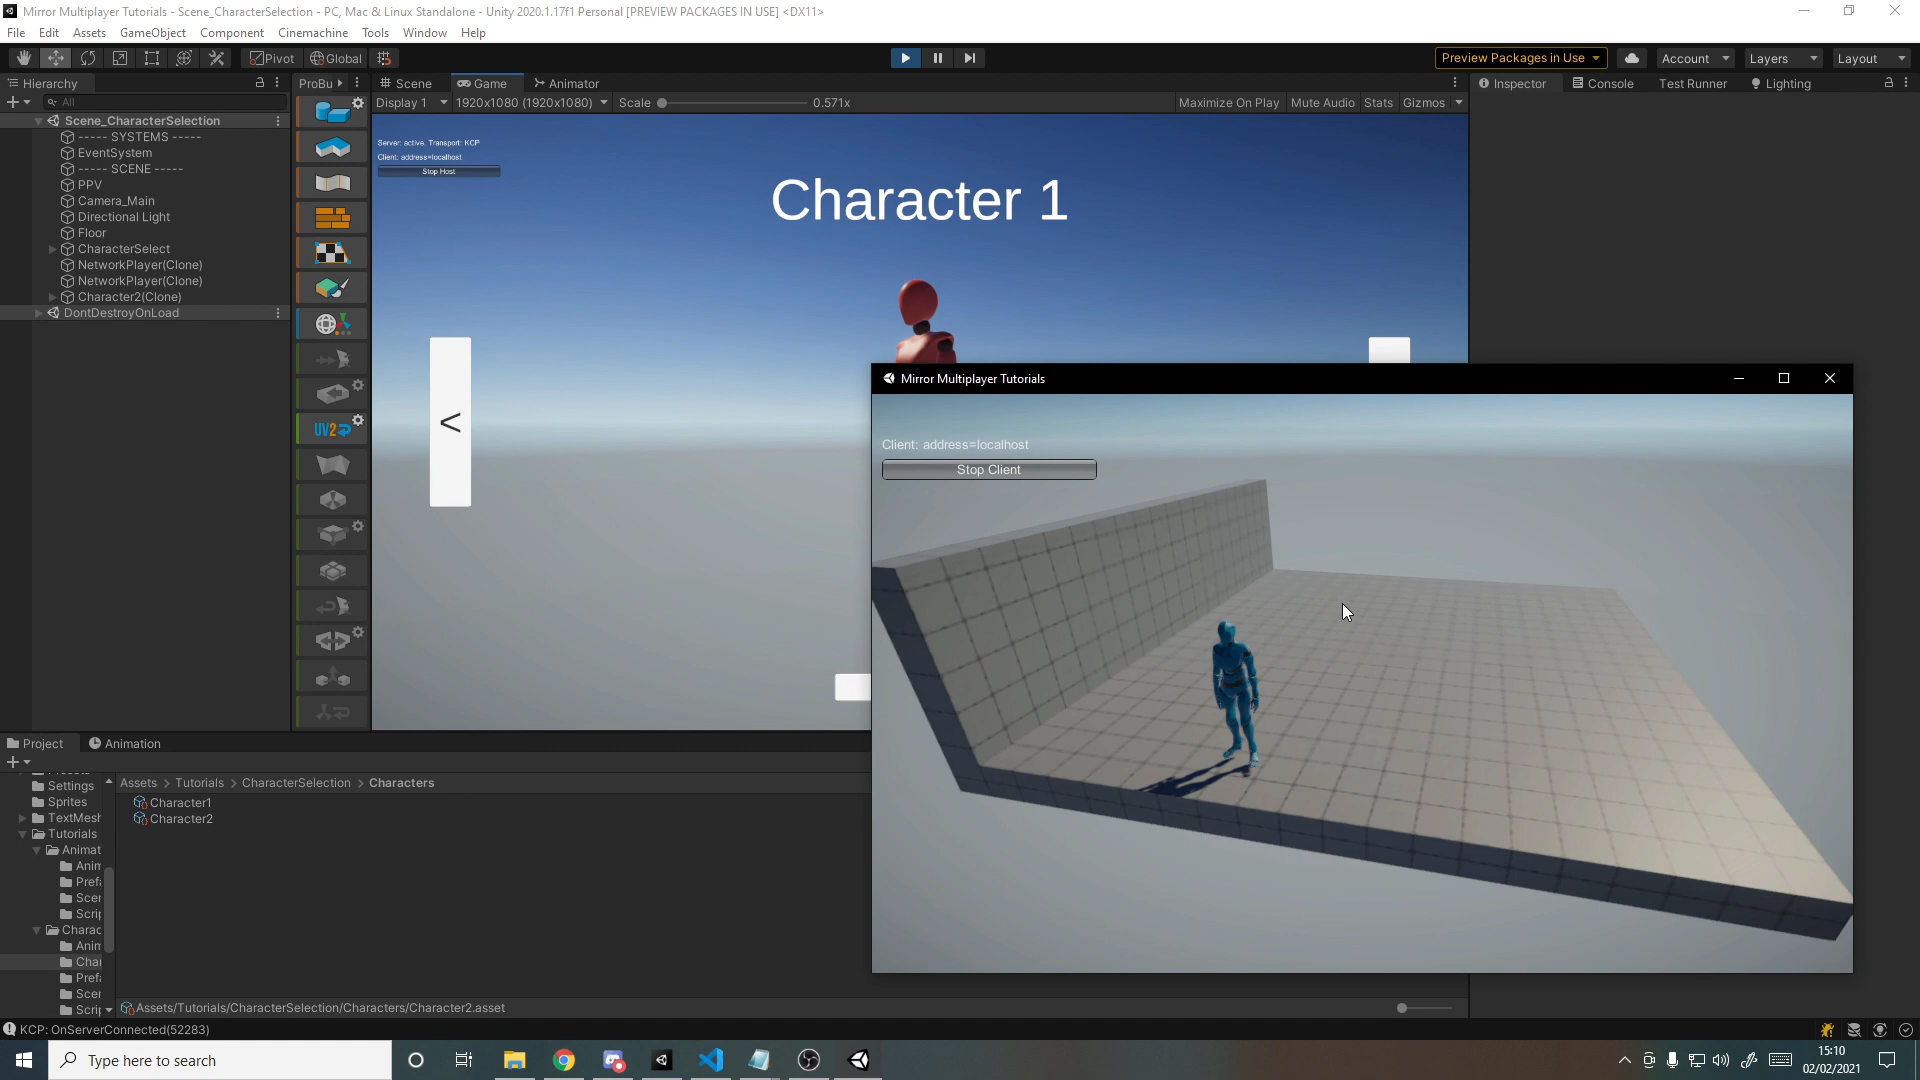 Mirror Multiplayer Tutorials - Scene_CharacterSelection - PC, Mac & Linux Standalone - Unity 2020.1.17f1 Personal [PREVIEW PACKAGES IN USE] <DX11>
File Edit Assets GameObject Component Cinemachine Tools Window Help
Pivot Global Preview Packages in Use Account Layers Layout
Hierarchy ProBu Scene Game Animator Inspector Console Test Runner Lighting
All Display 1 1920x1080 (1920x1080) Scale 0.571x Maximize On Play Mute Audio Stats Gizmos
Scene_CharacterSelection
----- SYSTEMS -----
EventSystem
----- SCENE -----
PPV
Camera_Main
Directional Light
Floor
CharacterSelect
NetworkPlayer(Clone)
NetworkPlayer(Clone)
Character2(Clone)
DontDestroyOnLoad
UV2
Server: active. Transport: KCP
Client: address=localhost
Stop Host
Character 1
<
Mirror Multiplayer Tutorials
Client: address=localhost
Stop Client
Project Animation
Settings
Sprites
TextMesh
Tutorials
Animat
Anim
Prefa
Scen
Scrip
Charac
Anim
Char
Prefa
Scen
Scrip
Assets > Tutorials > CharacterSelection > Characters
Character1
Character2
Assets/Tutorials/CharacterSelection/Characters/Character2.asset
KCP: OnServerConnected(52283)
Type here to search
15:10
02/02/2021